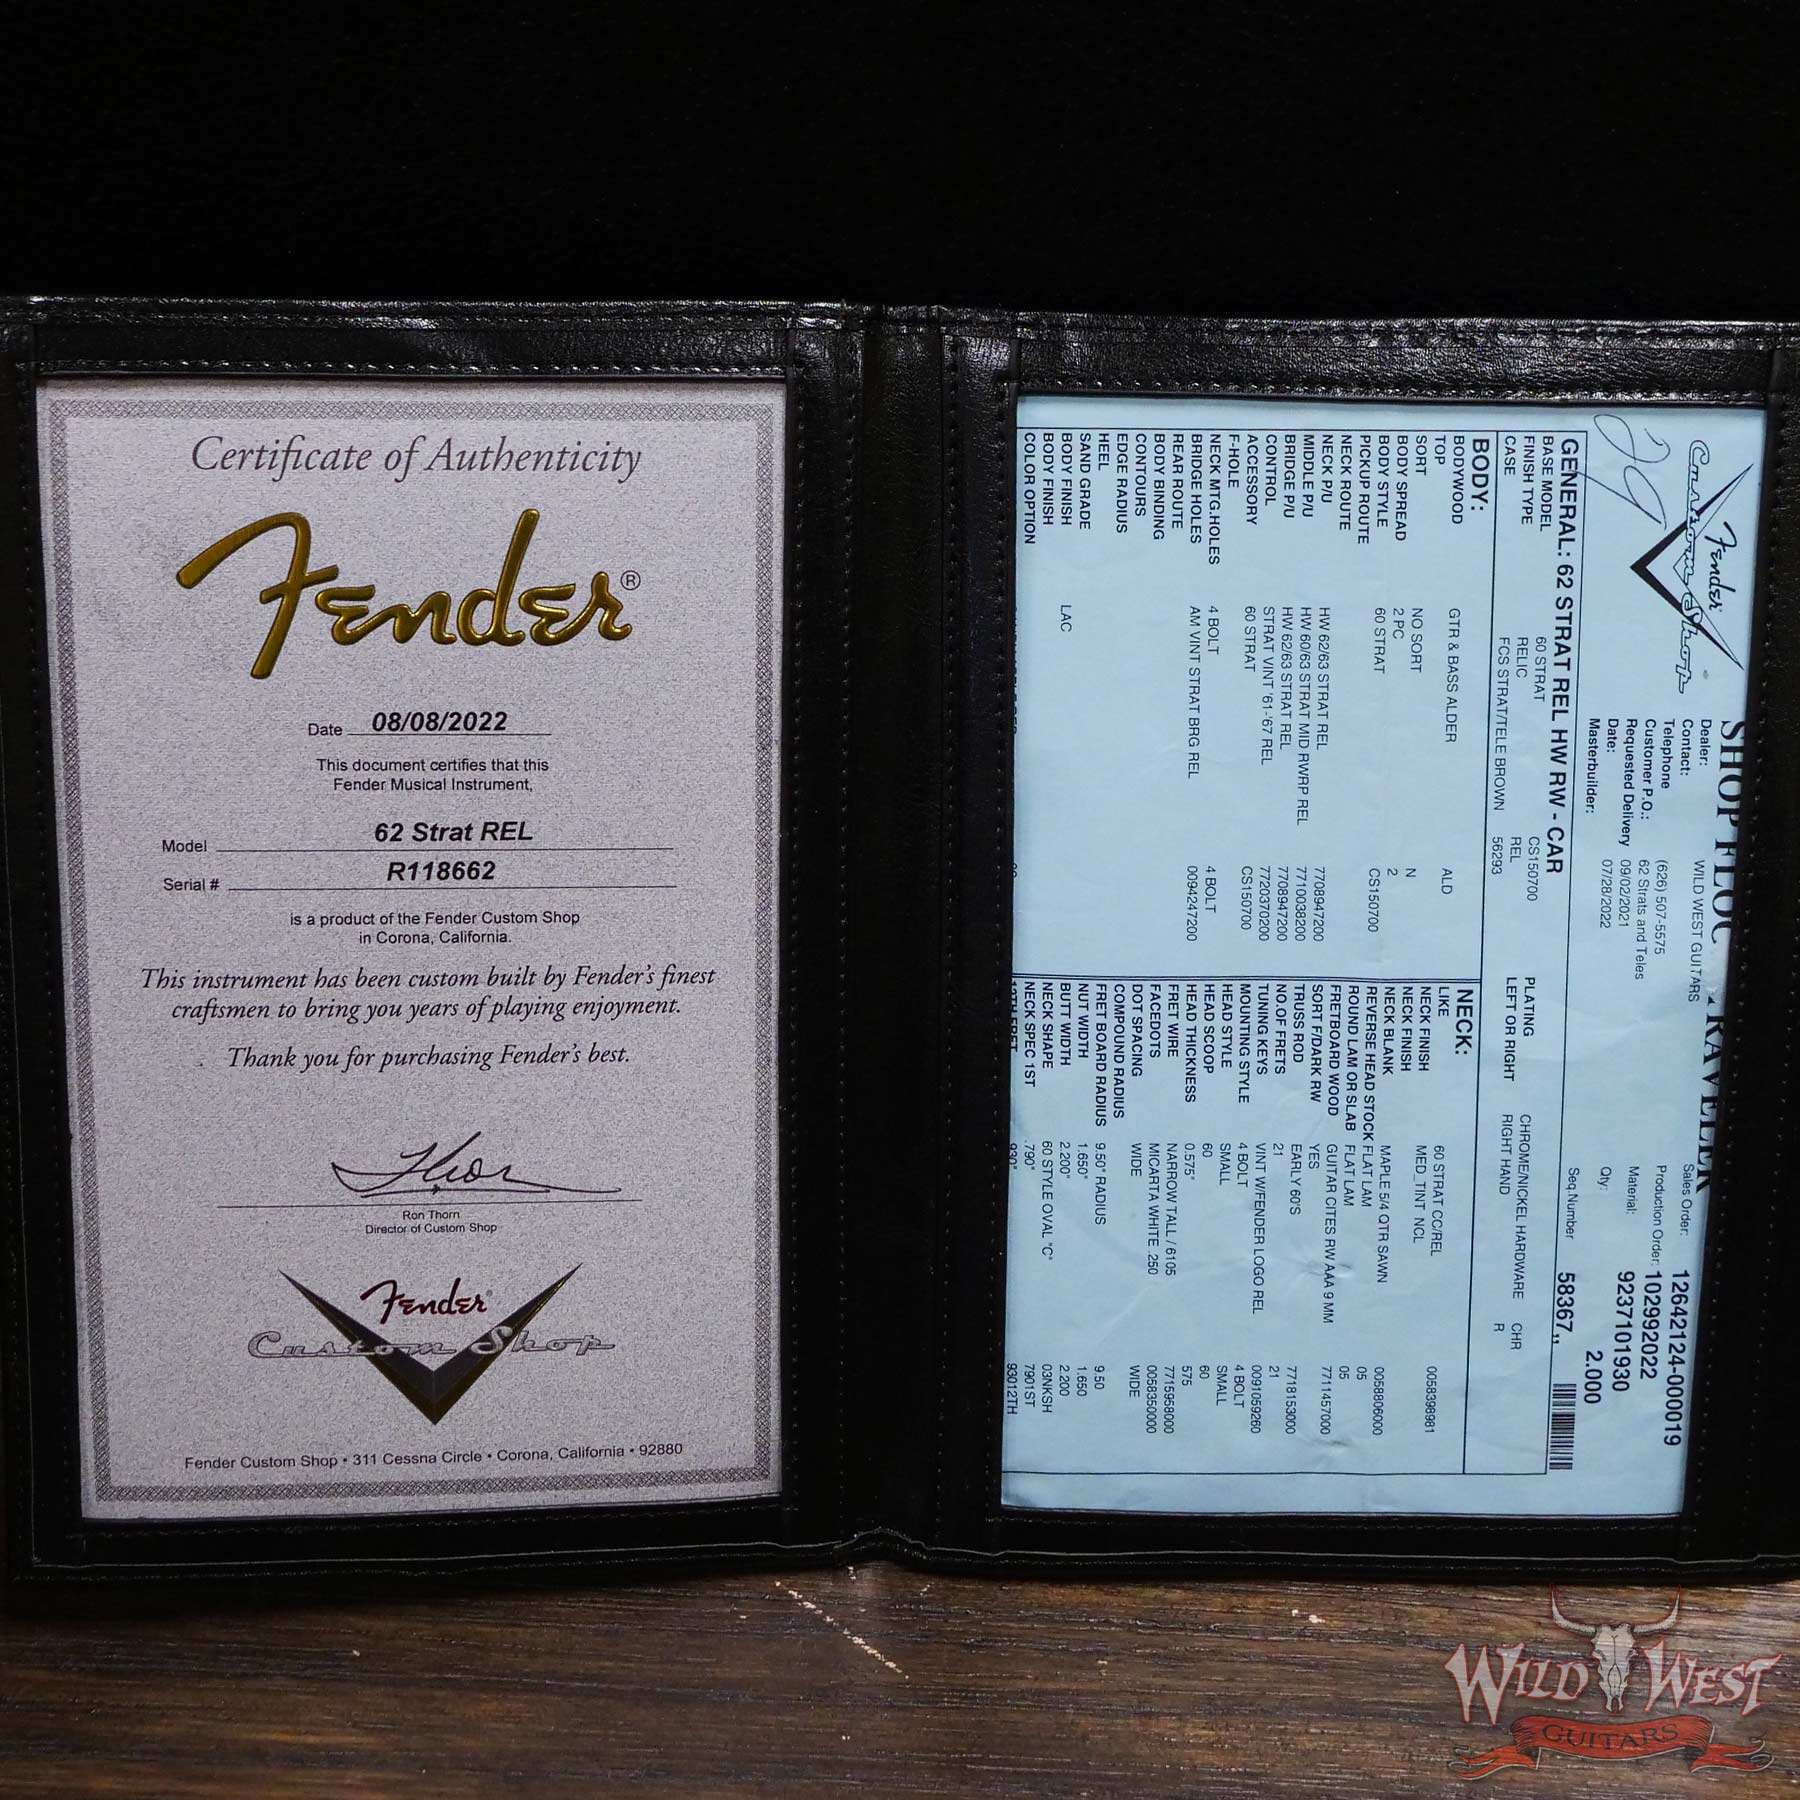 Certificate of Authenticity
Fender®
Date 08/08/2022
This document certifies that this
Fender Musical Instrument,
Model 62 Strat REL
Serial # R118662
is a product of the Fender Custom Shop
in Corona, California.
This instrument has been custom built by Fender's finest
craftsmen to bring you years of playing enjoyment.
Thank you for purchasing Fender's best.
Ron Thorn
Director of Custom Shop
Fender
Custom Shop
Fender Custom Shop • 311 Cessna Circle • Corona, California • 92880
Fender
Custom Shop
SHOP FLOO TRAVELER
Dealer: WILD WEST GUITARS Sales Order: 12642124-000019
Contact: Production Order: 102992022
Telephone (626) 507-5575 Material: 9237101930
Customer P.O.: 62 Strats and Teles Qty: 2.000
Requested Delivery 09/02/2021
Date: 07/28/2022
Masterbuilder: Seq.Number 58367,,
GENERAL: 62 STRAT REL HW RW - CAR
BASE MODEL 60 STRAT CS150700 PLATING CHROME/NICKEL HARDWARE CHR
FINISH TYPE RELIC REL LEFT OR RIGHT RIGHT HAND R
CASE FCS STRAT/TELE BROWN 56293
BODY:
BODYWOOD GTR & BASS ALDER ALD
TOP
SORT NO SORT N
BODY SPREAD 2 PC 2
BODY STYLE 60 STRAT CS150700
PICKUP ROUTE
NECK ROUTE
NECK P/U HW 62/63 STRAT REL 7708947200
MIDDLE P/U HW 60/63 STRAT MID RWRP REL 7710038200
BRIDGE P/U HW 62/63 STRAT REL 7708947200
CONTROL STRAT VINT '61-'67 REL 7720370200
ACCESSORY 60 STRAT CS150700
F-HOLE
NECK MTG.HOLES 4 BOLT 4 BOLT
BRIDGE HOLES AM VINT STRAT BRG REL 0094247200
REAR ROUTE
BODY BINDING
CONTOURS
EDGE RADIUS
HEEL
SAND GRADE
BODY FINISH LAC
BODY FINISH
COLOR OPTION
NECK:
LIKE
NECK FINISH 60 STRAT CC/REL 0058398981
NECK FINISH MED_TINT NCL
NECK BLANK MAPLE 5/4 QTR SAWN 0058806000
REVERSE HEAD STOCK FLAT LAM 05
ROUND LAM OR SLAB FLAT LAM 05
FRETBOARD WOOD GUITAR CITES RW AAA 9 MM 7711457000
SORT F/DARK RW YES
TRUSS ROD EARLY 60'S 7718153000
NO.OF FRETS 21 21
TUNING KEYS VINT W/FENDER LOGO REL 0091059260
MOUNTING STYLE 4 BOLT 4 BOLT
HEAD STYLE SMALL SMALL
HEAD SCOOP 60 60
HEAD THICKNESS 0.575" 575
FRET WIRE NARROW TALL / 6105 7715958000
FACEDOTS MICARTA WHITE .250 0058350000
DOT SPACING WIDE WIDE
COMPOUND RADIUS
FRET BOARD RADIUS 9.50" RADIUS 9.50
NUT WIDTH 1.650" 1.650
BUTT WIDTH 2.200" 2.200
NECK SHAPE 60 STYLE OVAL "C" 03NKSH
NECK SPEC 1ST .790" 7901ST
12TH FRET .930" 93012TH
WILD WEST
GUITARS